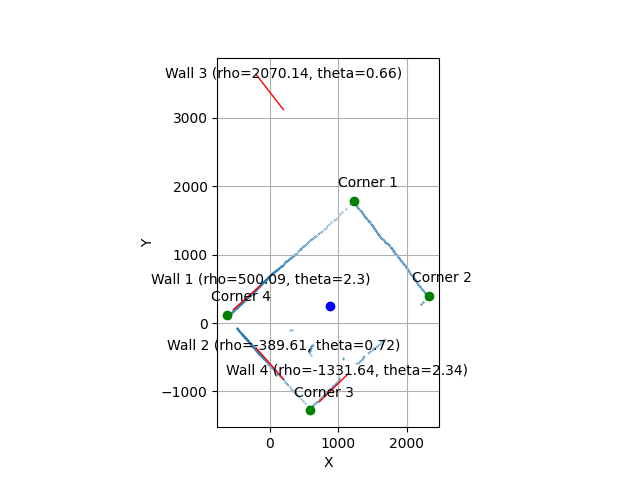 Wall 3 (rho=2070.14, theta=0.66)
3000
Corner 1
2000
Y
1000
Corner 2
Wall 1 (rho=500.09, theta=2.3)
Corner 4
0
Wall 2 (rho=-389.61, theta=0.72)
Wall 4 (rho=-1331.64, theta=2.34)
−1000
Corner 3
0 1000 2000
X